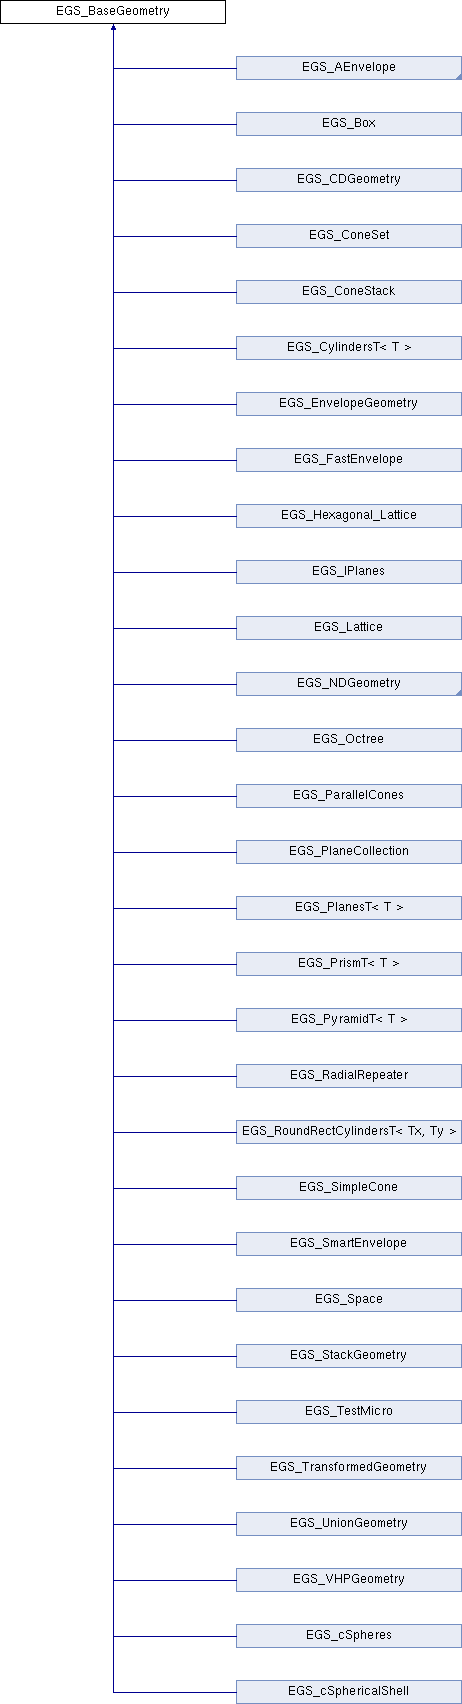 EGS_BaseGeometry
EGS_AEnvelope
EGS_Box
EGS_CDGeometry
EGS_ConeSet
EGS_ConeStack
EGS_CylindersT< T >
EGS_EnvelopeGeometry
EGS_FastEnvelope
EGS_Hexagonal_Lattice
EGS_IPlanes
EGS_Lattice
EGS_NDGeometry
EGS_Octree
EGS_ParallelCones
EGS_PlaneCollection
EGS_PlanesT< T >
EGS_PrismT< T >
EGS_PyramidT< T >
EGS_RadialRepeater
EGS_RoundRectCylindersT< Tx, Ty >
EGS_SimpleCone
EGS_SmartEnvelope
EGS_Space
EGS_StackGeometry
EGS_TestMicro
EGS_TransformedGeometry
EGS_UnionGeometry
EGS_VHPGeometry
EGS_cSpheres
EGS_cSphericalShell